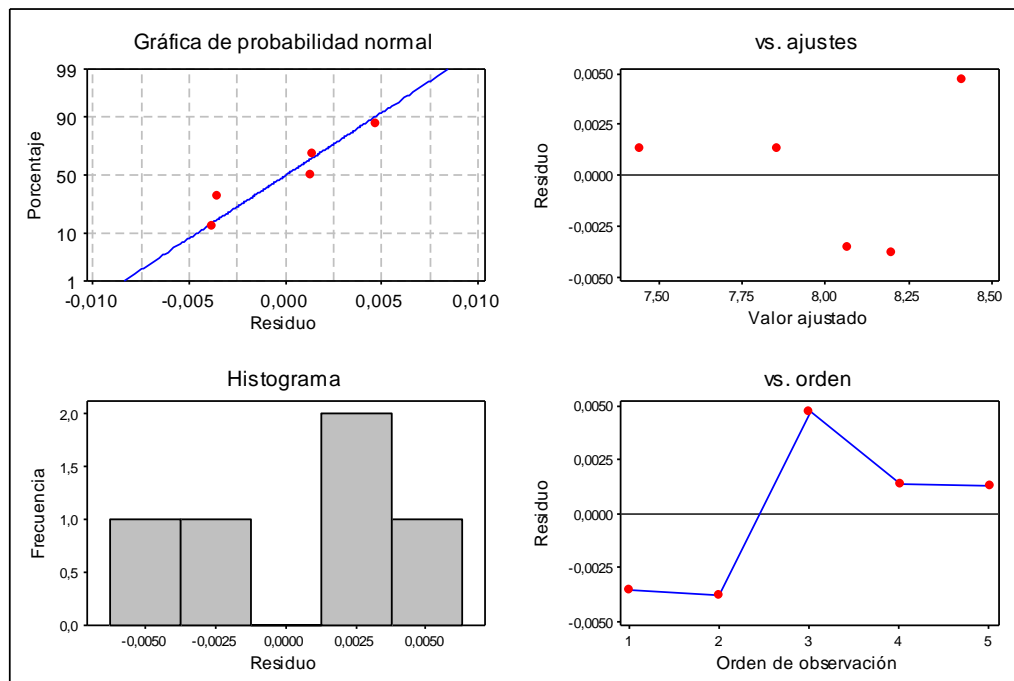 Gráfica de probabilidad normal
99
90
50
10
1
Porcentaje
-0,010 -0,005 0,000 0,005 0,010
Residuo
vs. ajustes
0,0050
0,0025
0,0000
-0,0025
-0,0050
Residuo
7,50 7,75 8,00 8,25 8,50
Valor ajustado
Histograma
2,0
1,5
1,0
0,5
0,0
Frecuencia
-0,0050 -0,0025 0,0000 0,0025 0,0050
Residuo
vs. orden
0,0050
0,0025
0,0000
-0,0025
-0,0050
Residuo
1 2 3 4 5
Orden de observación